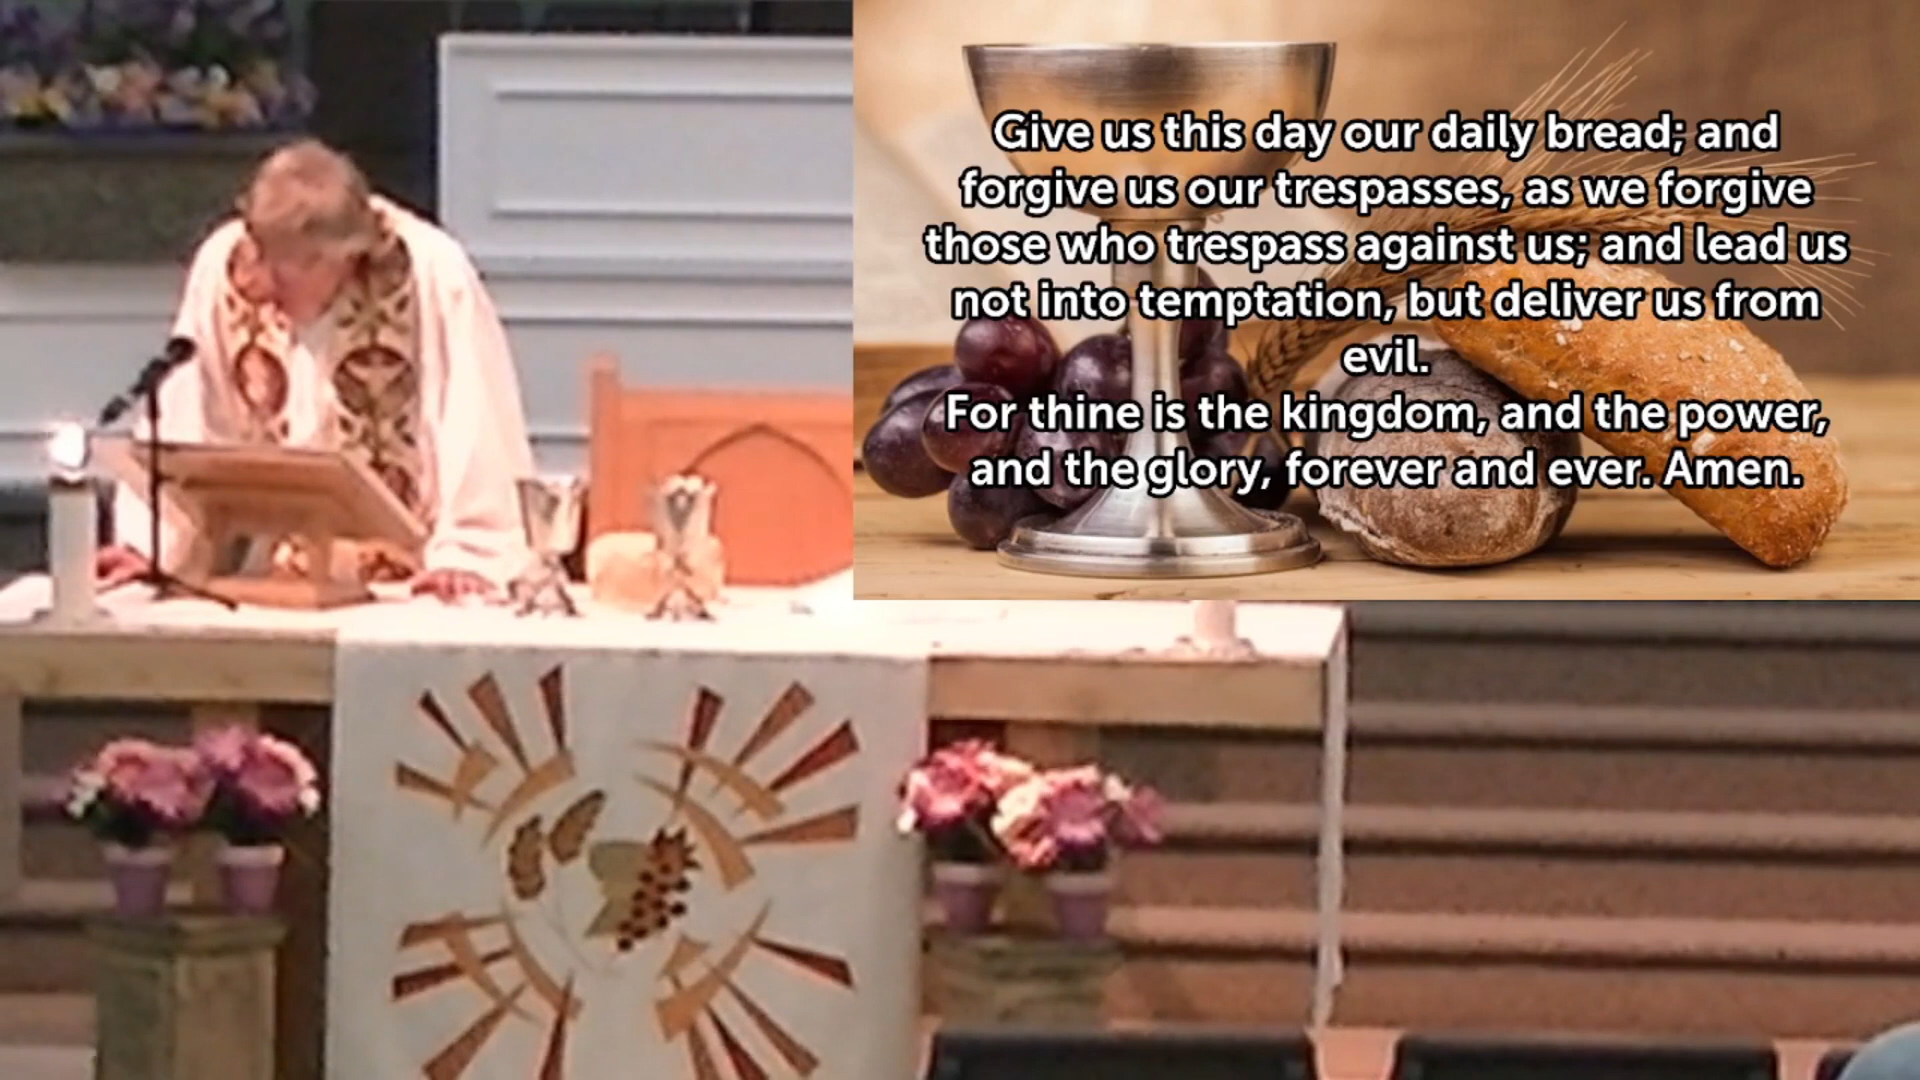 Give us this day our daily bread; and
forgive us our trespasses, as we forgive
those who trespass against us; and lead us
not into temptation, but deliver us from
evil.
For thine is the kingdom, and the power,
and the glory, forever and ever. Amen.